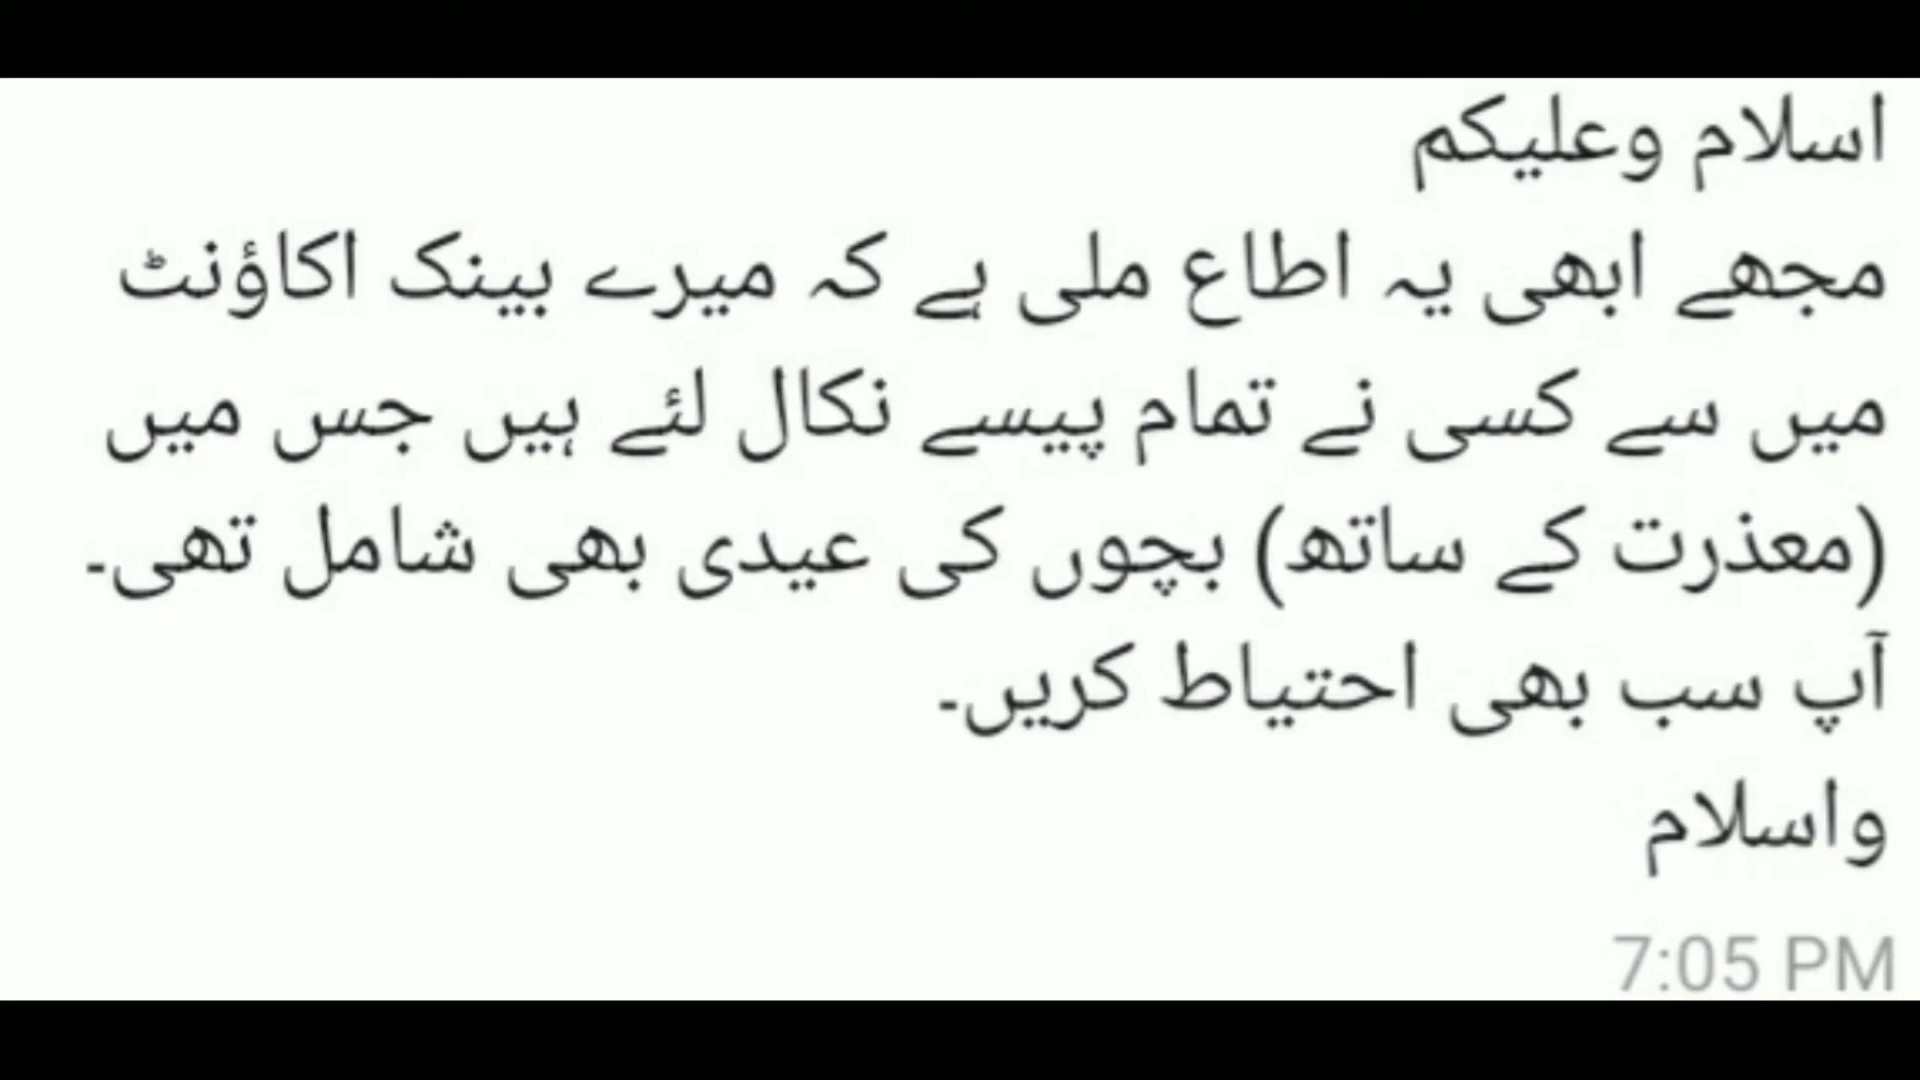 اسلام وعلیکم
مجھے ابھی یہ اطاع ملی ہے کہ میرے بینک اکاؤنٹ
میں سے کسی نے تمام پیسے نکال لئے ہیں جس میں
(معذرت کے ساتھ) بچوں کی عیدی بھی شامل تھی۔
آپ سب بھی احتیاط کریں۔
واسلام
7:05 PM